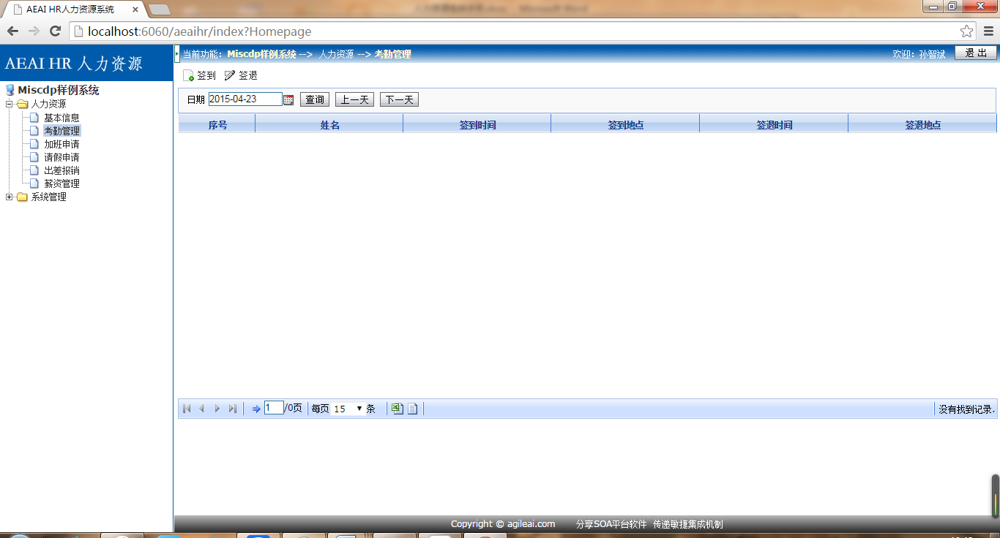 AEAI HR人力资源系统
localhost:6060/aeaihr/index?Homepage
AEAI HR 人力资源
当前功能：Miscdp样例系统 --> 人力资源 --> 考勤管理
欢迎：孙智斌 退 出
Miscdp样例系统
人力资源
基本信息
考勤管理
加班申请
请假申请
出差报销
薪资管理
系统管理
签到 签退
日期 2015-04-23 查询 上一天 下一天
序号 姓名 签到时间 签到地点 签退时间 签退地点
1 /0页 每页 15 条 没有找到记录.
Copyright © agileai.com 分享SOA平台软件 传递敏捷集成机制